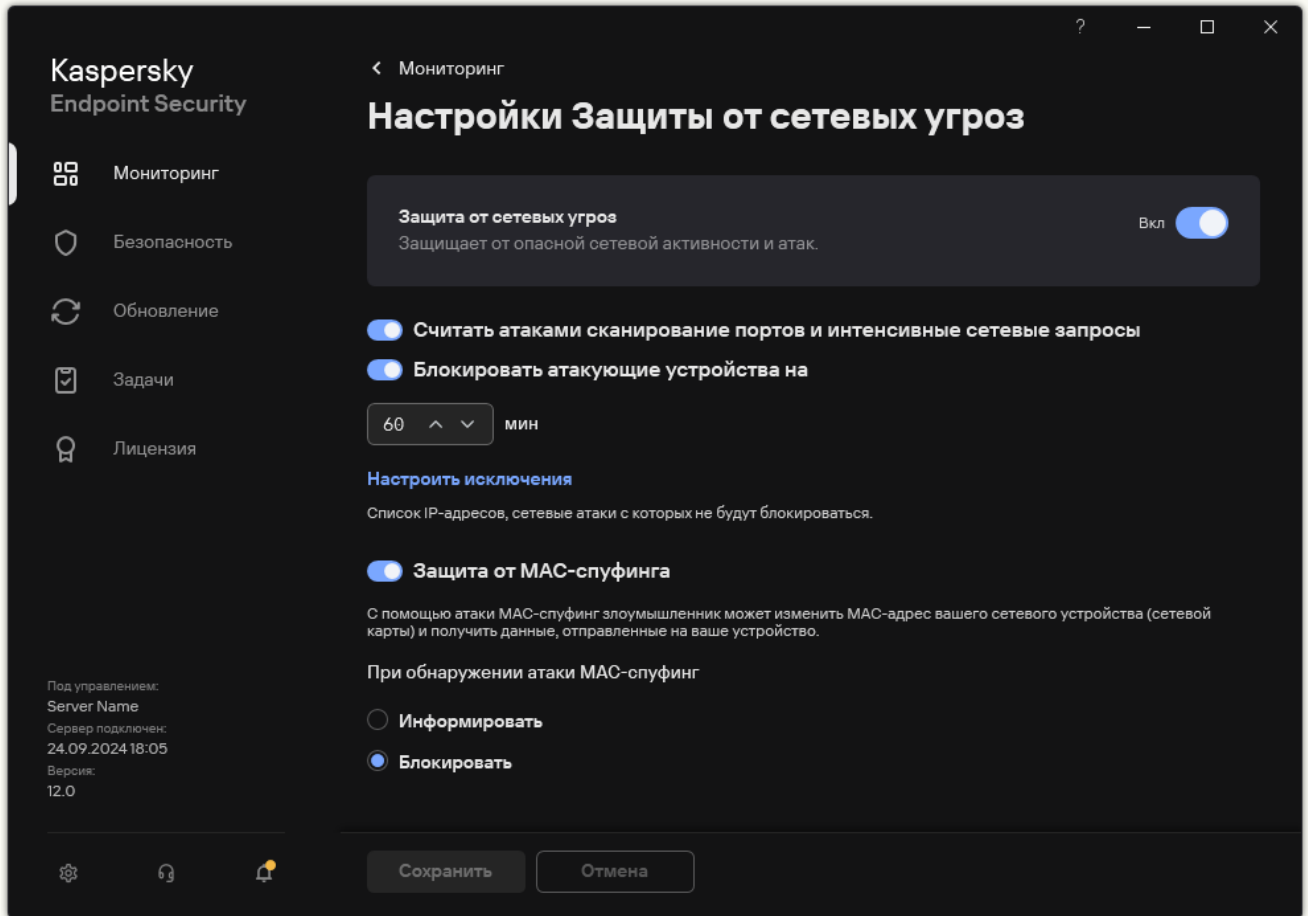 ?
Kaspersky
Endpoint Security
Мониторинг
Безопасность
Обновление
Задачи
Лицензия
Под управлением:
Server Name
Сервер подключен:
24.09.2024 18:05
Версия:
12.0
Мониторинг
Настройки Защиты от сетевых угроз
Защита от сетевых угроз
Защищает от опасной сетевой активности и атак.
Вкл
Считать атаками сканирование портов и интенсивные сетевые запросы
Блокировать атакующие устройства на
60 мин
Настроить исключения
Список IP-адресов, сетевые атаки с которых не будут блокироваться.
Защита от MAC-спуфинга
С помощью атаки MAC-спуфинг злоумышленник может изменить MAC-адрес вашего сетевого устройства (сетевой
карты) и получить данные, отправленные на ваше устройство.
При обнаружении атаки MAC-спуфинг
Информировать
Блокировать
Сохранить
Отмена